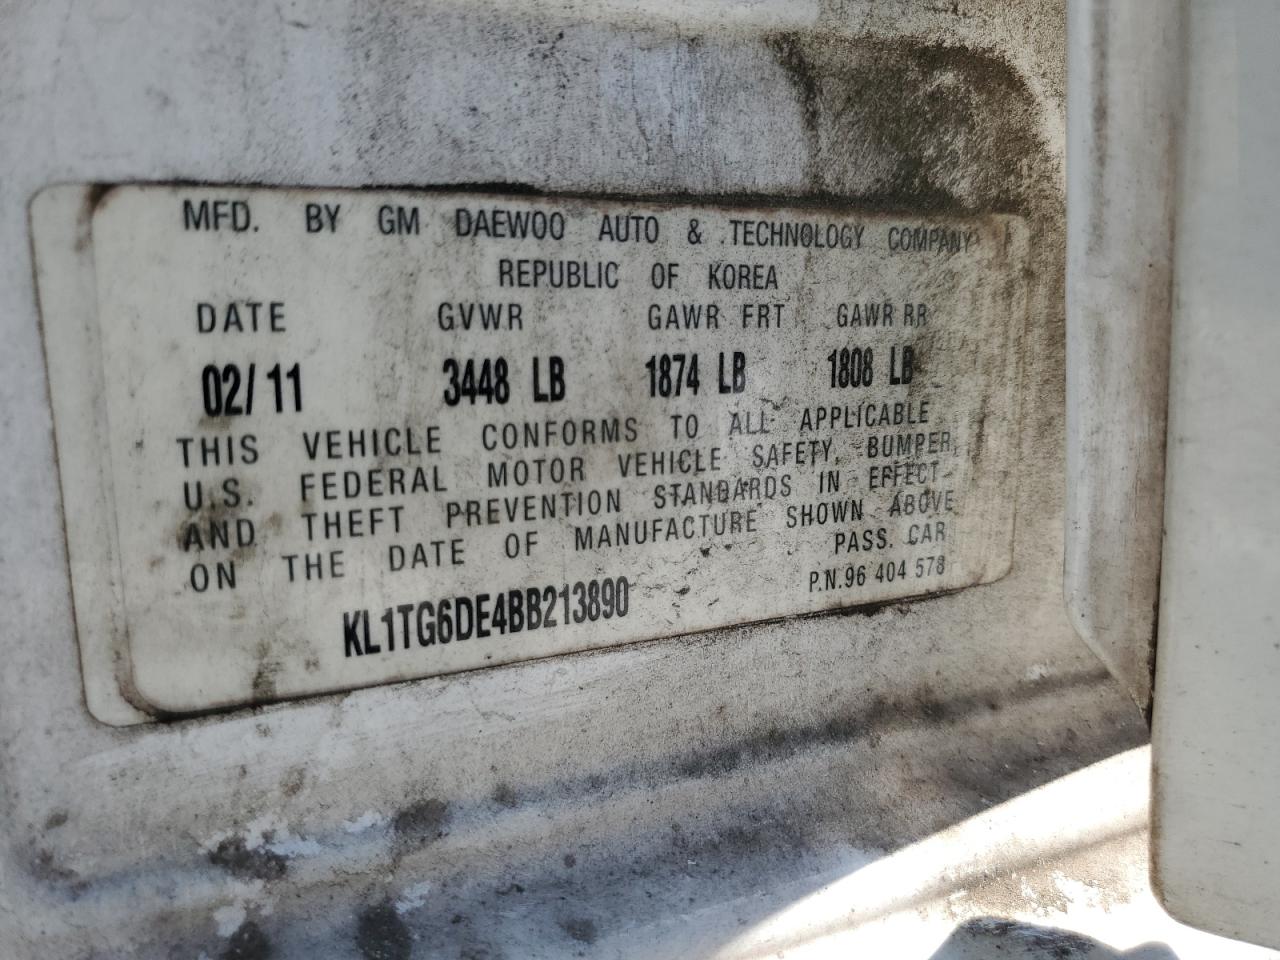 MFD. BY GM DAEWOO AUTO & TECHNOLOGY COMPANY
REPUBLIC OF KOREA
DATE GVWR GAWR FRT GAWR RR
02/11 3448 LB 1874 LB 1808 LB
THIS VEHICLE CONFORMS TO ALL APPLICABLE
U.S. FEDERAL MOTOR VEHICLE SAFETY, BUMPER,
AND THEFT PREVENTION STANDARDS IN EFFECT
ON THE DATE OF MANUFACTURE SHOWN ABOVE
PASS. CAR
KL1TG6DE4BB213890 P.N.96 404 578